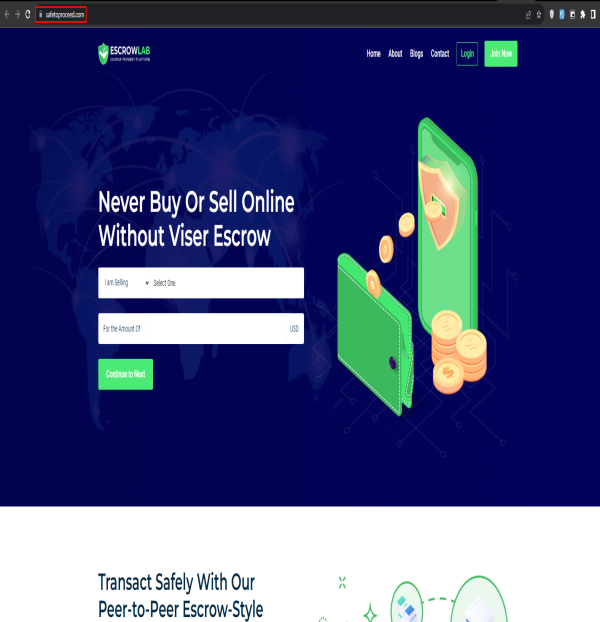 safetoproceed.com
ESCROWLAB
ESCROW PAYMENT PLATFORM
Home About Blogs Contact Login Join Now
Never Buy Or Sell Online
Without Viser Escrow
I am Selling Select One
For the Amount Of USD
Continue to Next
Transact Safely With Our
Peer-to-Peer Escrow-Style